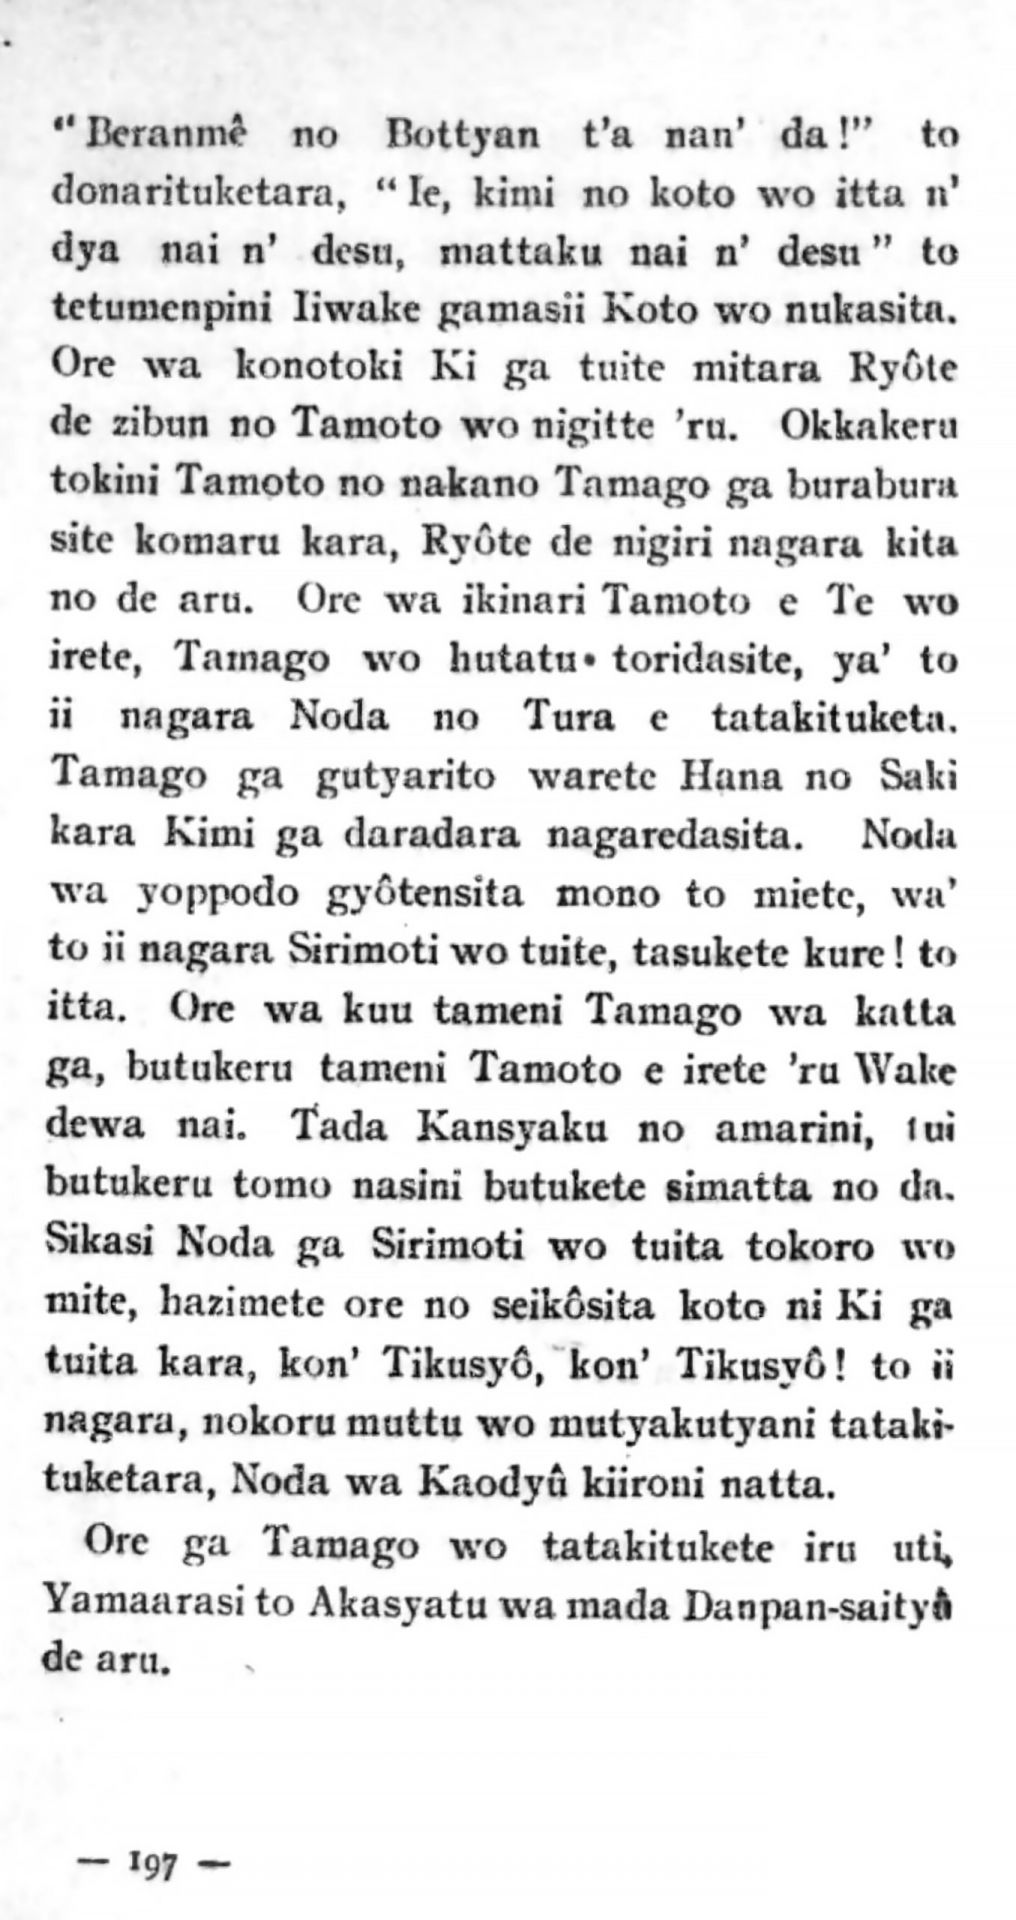 “Beranmê no Bottyan t’a nan’ da!” to
donarituketara, “Ie, kimi no koto wo itta n’
dya nai n’ desu, mattaku nai n’ desu” to
tetumenpini Iiwake gamasii Koto wo nukasita.
Ore wa konotoki Ki ga tuite mitara Ryôte
de zibun no Tamoto wo nigitte ’ru. Okkakeru
tokini Tamoto no nakano Tamago ga burabura
site komaru kara, Ryôte de nigiri nagara kita
no de aru. Ore wa ikinari Tamoto e Te wo
irete, Tamago wo hutatu toridasite, ya’ to
ii nagara Noda no Tura e tatakituketa.
Tamago ga gutyarito warete Hana no Saki
kara Kimi ga daradara nagaredasita. Noda
wa yoppodo gyôtensita mono to miete, wa’
to ii nagara Sirimoti wo tuite, tasukete kure! to
itta. Ore wa kuu tameni Tamago wa katta
ga, butukeru tameni Tamoto e irete ’ru Wake
dewa nai. Tada Kansyaku no amarini, tui
butukeru tomo nasini butukete simatta no da.
Sikasi Noda ga Sirimoti wo tuita tokoro wo
mite, hazimete ore no seikôsita koto ni Ki ga
tuita kara, kon’ Tikusyô, kon’ Tikusyô! to ii
nagara, nokoru muttu wo mutyakutyani tataki-
tuketara, Noda wa Kaodyû kiironi natta.
Ore ga Tamago wo tatakitukete iru uti,
Yamaarasi to Akasyatu wa mada Danpan-saityû
de aru.
— 197 —